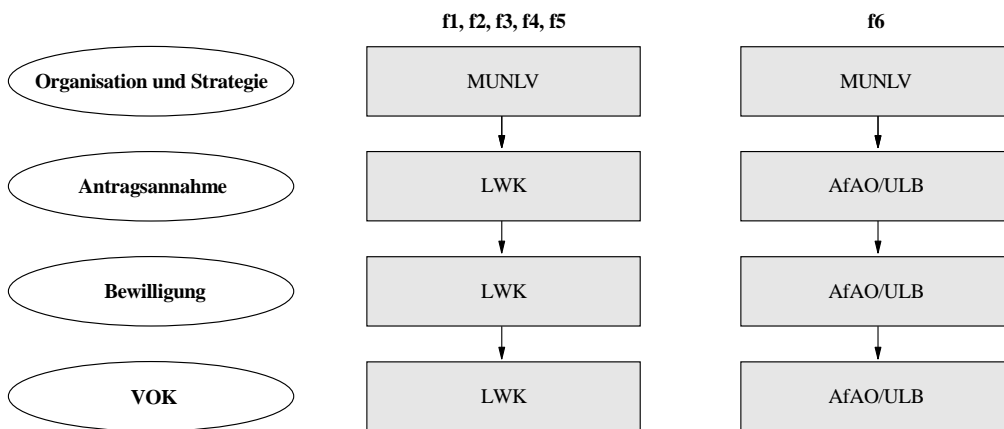 f1, f2, f3, f4, f5 f6
Organisation und Strategie MUNLV MUNLV
Antragsannahme LWK AfAO/ULB
Bewilligung LWK AfAO/ULB
VOK LWK AfAO/ULB